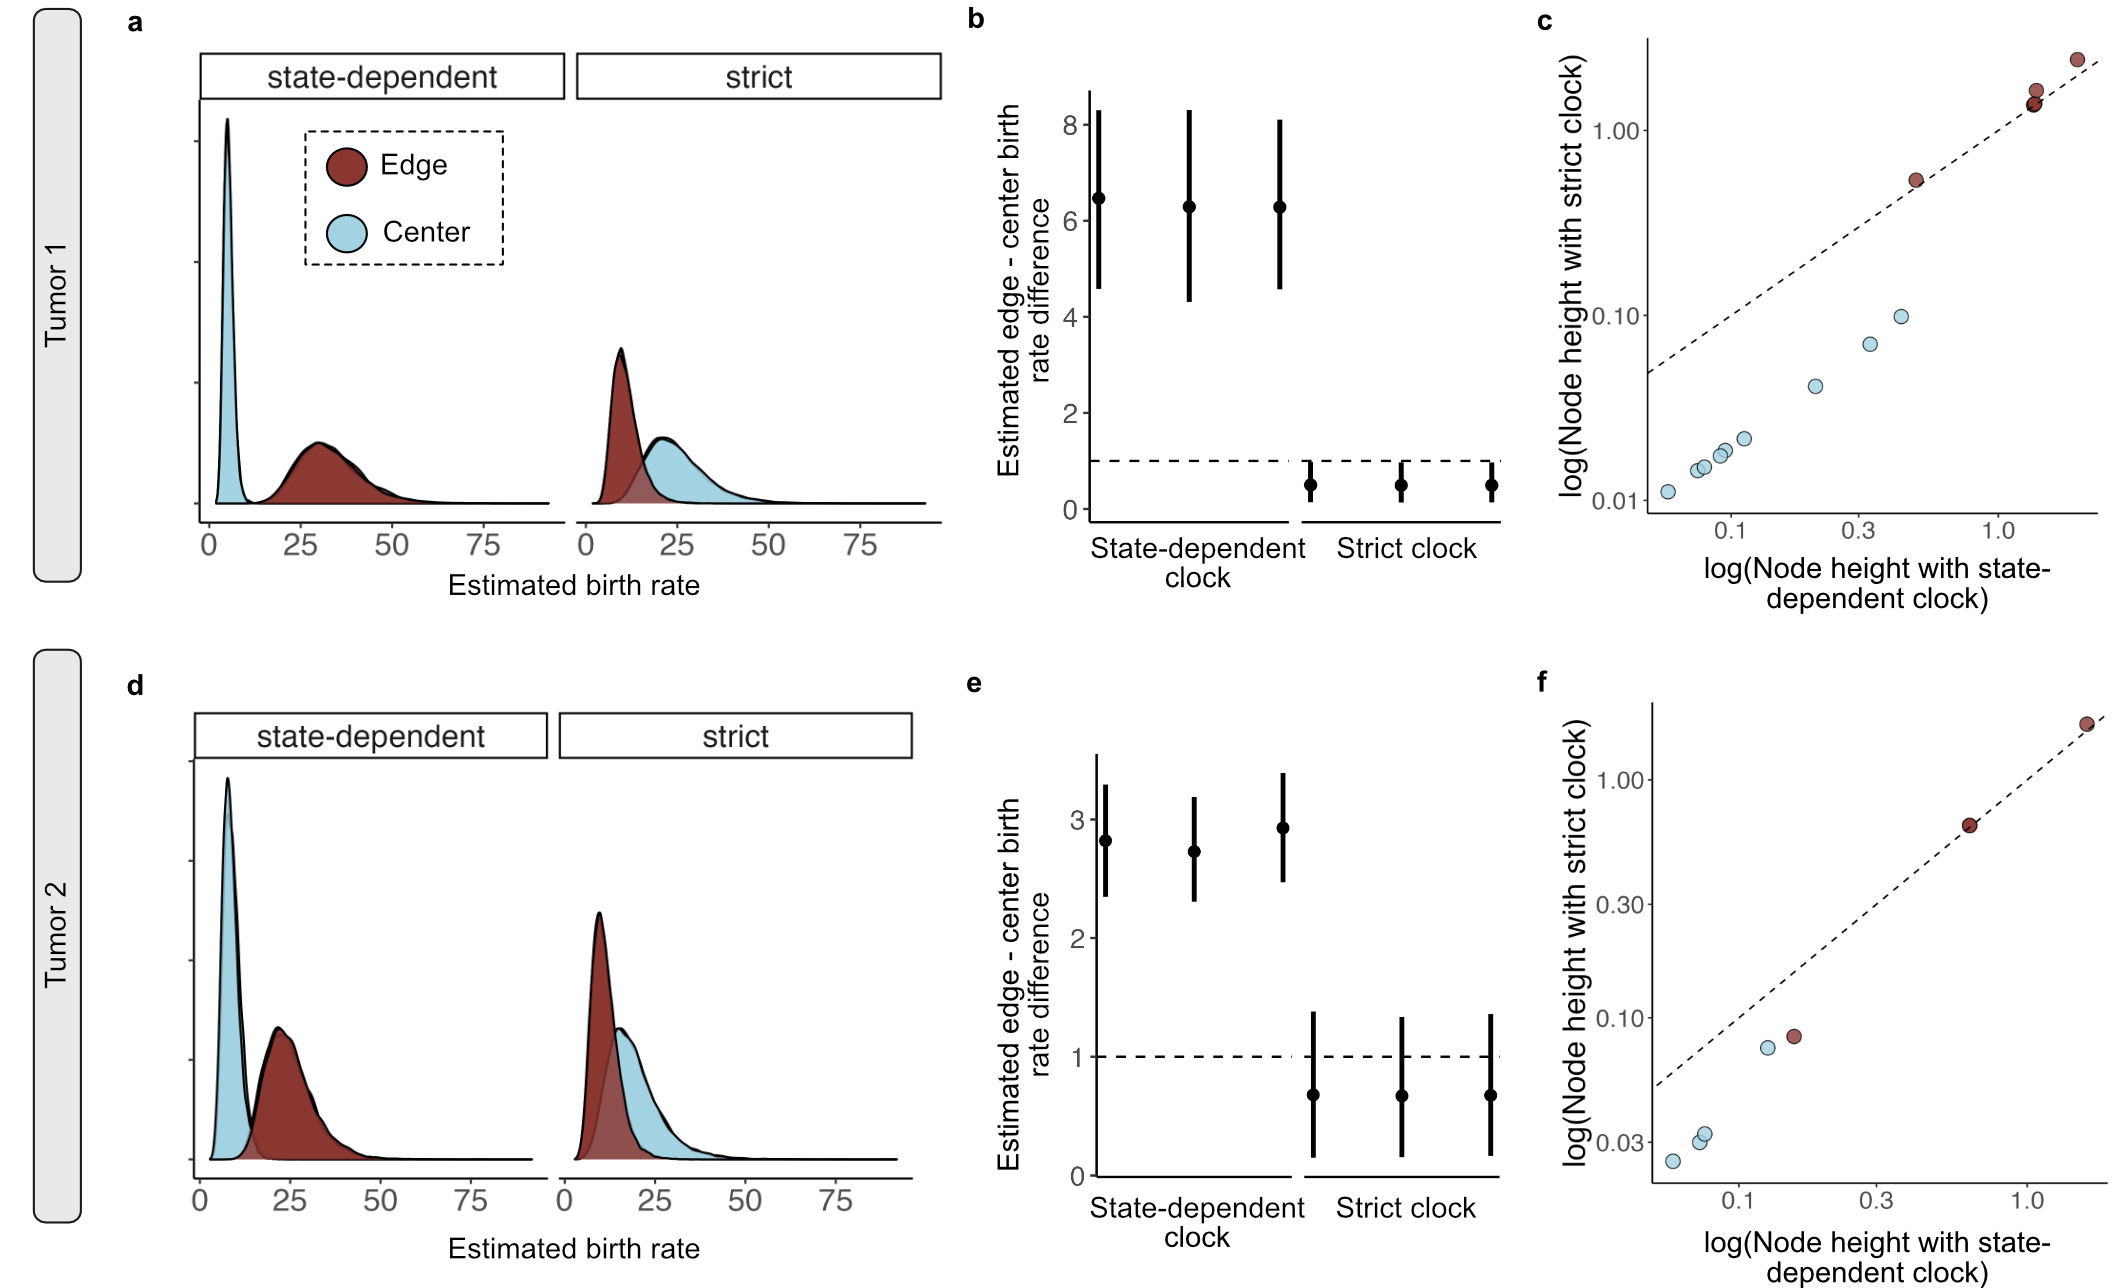 Tumor 1
a
state-dependent
strict
Edge
Center
0
25
50
75
0
25
50
75
Estimated birth rate
b
Estimated edge - center birth
rate difference
8
6
4
2
0
State-dependent
clock
Strict clock
c
log(Node height with strict clock)
1.00
0.10
0.01
0.1
0.3
1.0
log(Node height with state-
dependent clock)
Tumor 2
d
state-dependent
strict
0
25
50
75
0
25
50
75
Estimated birth rate
e
Estimated edge - center birth
rate difference
3
2
1
0
State-dependent
clock
Strict clock
f
log(Node height with strict clock)
1.00
0.30
0.10
0.03
0.1
0.3
1.0
log(Node height with state-
dependent clock)